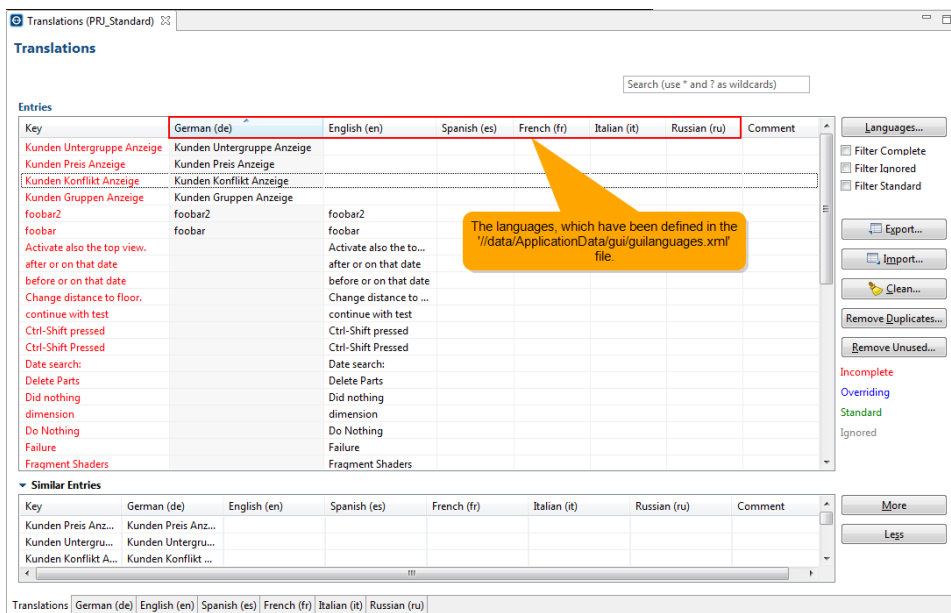 Translations (PRJ_Standard)
Translations
Search (use * and ? as wildcards)
Entries
Key German (de) English (en) Spanish (es) French (fr) Italian (it) Russian (ru) Comment
Kunden Untergruppe Anzeige Kunden Untergruppe Anzeige
Kunden Preis Anzeige Kunden Preis Anzeige
Kunden Konflikt Anzeige Kunden Konflikt Anzeige
Kunden Gruppen Anzeige Kunden Gruppen Anzeige
foobar2 foobar2 foobar2
foobar foobar foobar
Activate also the top view. Activate also the to...
after or on that date after or on that date
before or on that date before or on that date
Change distance to floor. Change distance to ...
continue with test continue with test
Ctrl-Shift pressed Ctrl-Shift pressed
Ctrl-Shift Pressed Ctrl-Shift Pressed
Date search: Date search:
Delete Parts Delete Parts
Did nothing Did nothing
dimension dimension
Do Nothing Do Nothing
Failure Failure
Fragment Shaders Fragment Shaders
The languages, which have been defined in the
'//data/ApplicationData/gui/guilanguages.xml'
file.
Languages...
Filter Complete
Filter Ignored
Filter Standard
Export...
Import...
Clean...
Remove Duplicates...
Remove Unused...
Incomplete
Overriding
Standard
Ignored
Similar Entries
Key German (de) English (en) Spanish (es) French (fr) Italian (it) Russian (ru) Comment
Kunden Preis Anz... Kunden Preis Anz...
Kunden Untergru... Kunden Untergru...
Kunden Konflikt A... Kunden Konflikt ...
More
Less
Translations German (de) English (en) Spanish (es) French (fr) Italian (it) Russian (ru)